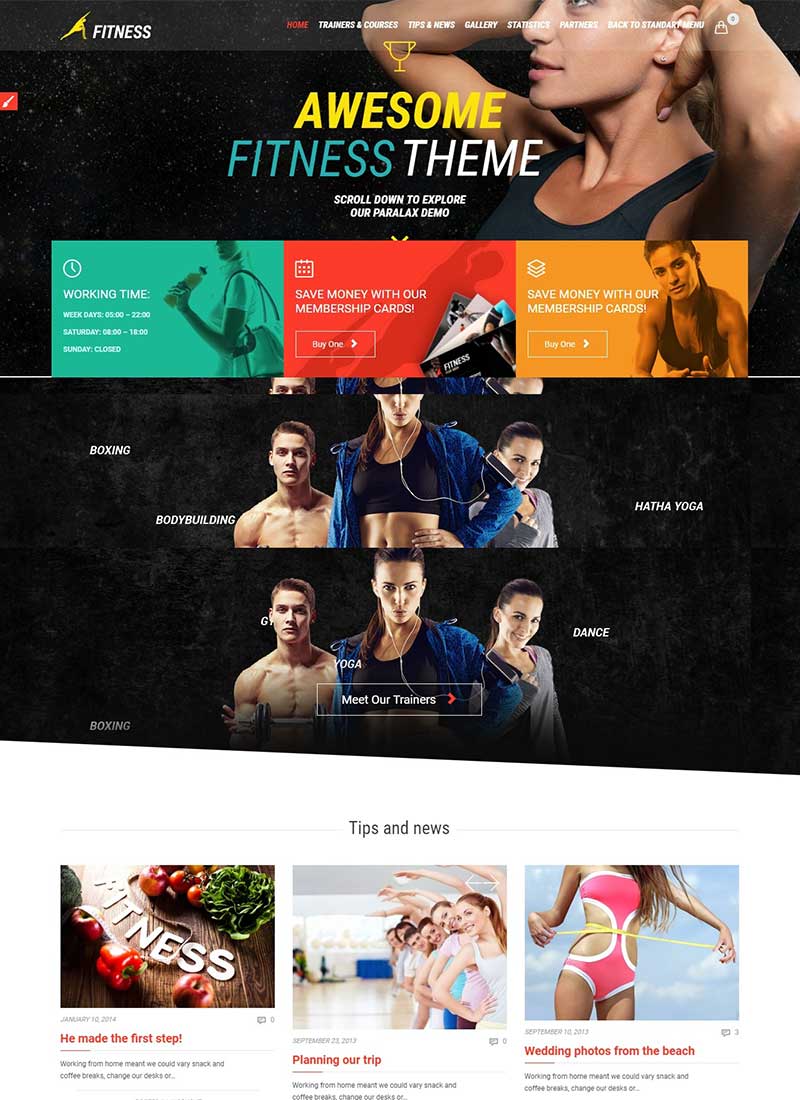 FITNESS
HOME TRAINERS & COURSES TIPS & NEWS GALLERY STATISTICS PARTNERS BACK TO STANDART MENU 0
AWESOME
FITNESS THEME
SCROLL DOWN TO EXPLORE
OUR PARALAX DEMO
WORKING TIME:
WEEK DAYS: 05:00 – 22:00
SATURDAY: 08:00 – 18:00
SUNDAY: CLOSED
SAVE MONEY WITH OUR
MEMBERSHIP CARDS!
Buy One
FITNESS
SAVE MONEY WITH OUR
MEMBERSHIP CARDS!
Buy One
BOXING
BODYBUILDING
HATHA YOGA
DANCE
YOGA
Meet Our Trainers
BOXING
Tips and news
FITNESS
JANUARY 10, 2014 0
He made the first step!
Working from home meant we could vary snack and
coffee breaks, change our desks or...
SEPTEMBER 23, 2013 0
Planning our trip
Working from home meant we could vary snack and
coffee breaks, change our desks or...
SEPTEMBER 10, 2013 3
Wedding photos from the beach
Working from home meant we could vary snack and
coffee breaks, change our desks or...